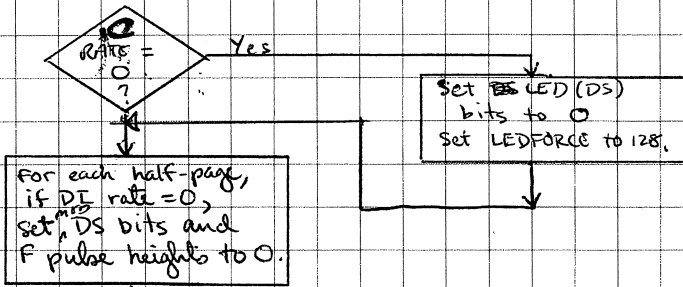 RATE =
0
?
Yes
Set LED (DS)
bits to 0
Set LEDFORCE to 128.
For each half-page,
if DI rate = 0,
set mod DS bits and
F pulse heights to 0.